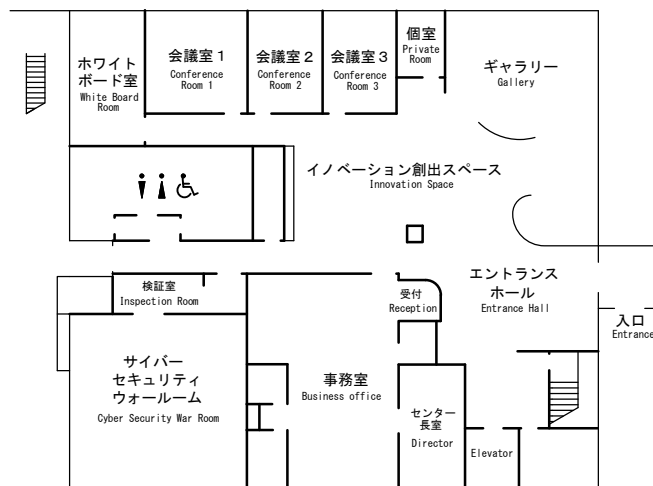 ホワイト
ボード室
White Board
Room
会議室１
Conference
Room 1
会議室２
Conference
Room 2
会議室３
Conference
Room 3
個室
Private
Room
ギャラリー
Gallery
イノベーション創出スペース
Innovation Space
検証室
Inspection Room
受付
Reception
エントランス
ホール
Entrance Hall
入口
Entrance
サイバー
セキュリティ
ウォールーム
Cyber Security War Room
事務室
Business office
センター
長室
Director
Elevator